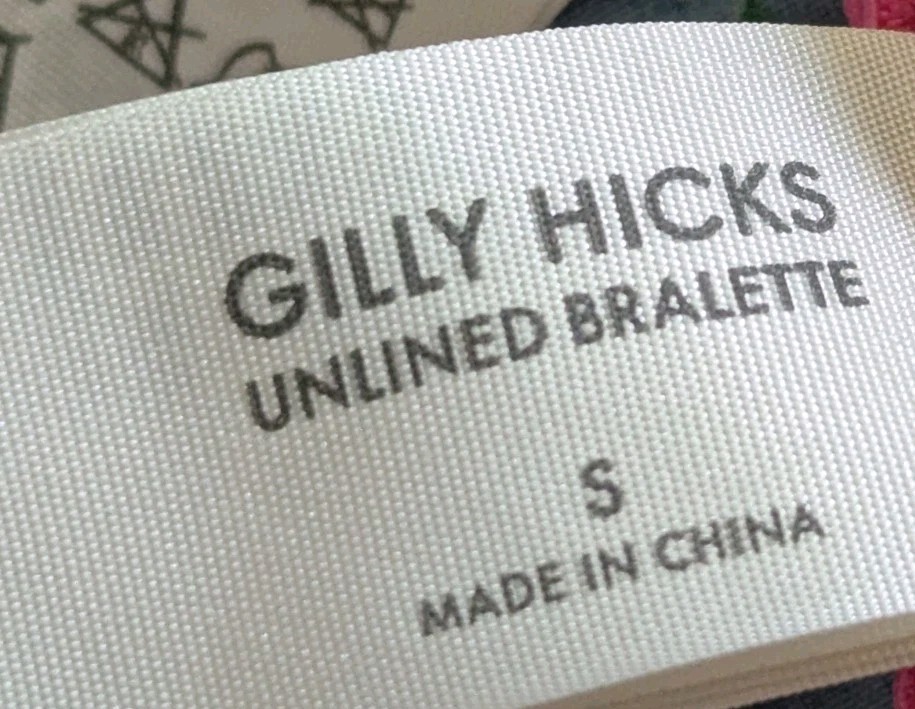 GILLY HICKS
UNLINED BRALETTE
S
MADE IN CHINA